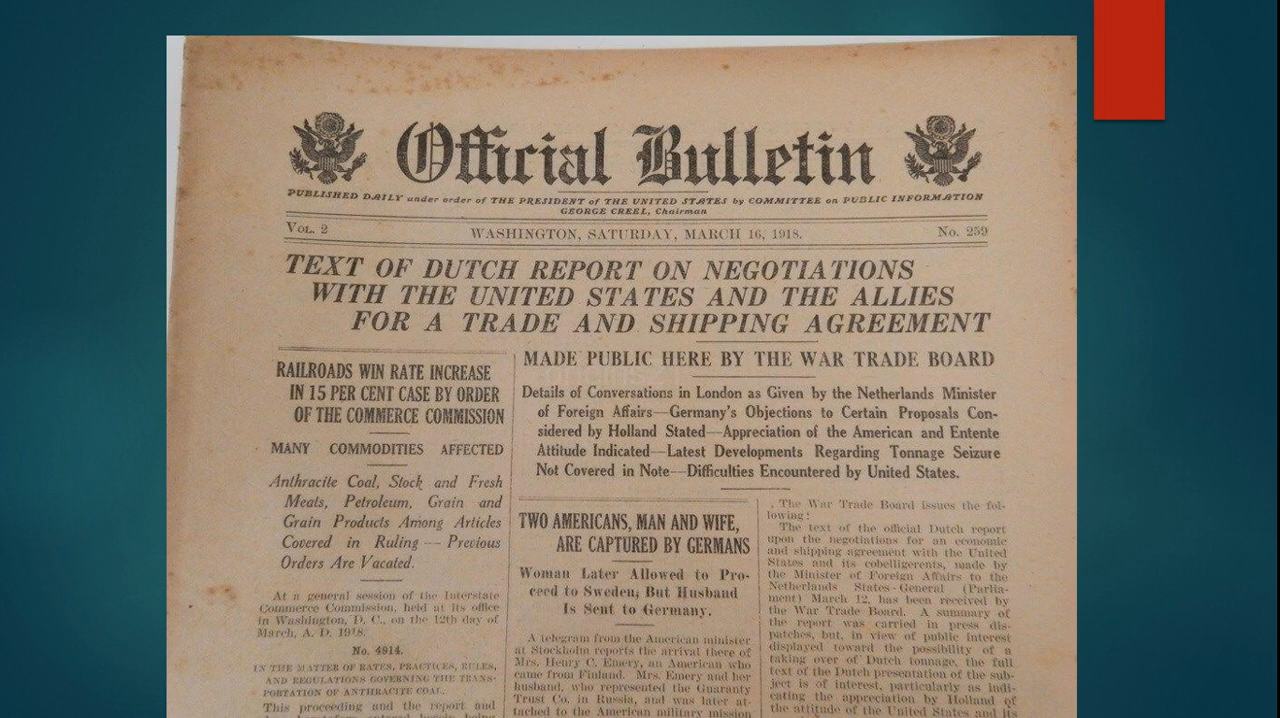 Official Bulletin
PUBLISHED DAILY under order of THE PRESIDENT of THE UNITED STATES by COMMITTEE on PUBLIC INFORMATION
GEORGE CREEL, Chairman
VOL. 2 WASHINGTON, SATURDAY, MARCH 16, 1918. No. 259
TEXT OF DUTCH REPORT ON NEGOTIATIONS
WITH THE UNITED STATES AND THE ALLIES
FOR A TRADE AND SHIPPING AGREEMENT
RAILROADS WIN RATE INCREASE
IN 15 PER CENT CASE BY ORDER
OF THE COMMERCE COMMISSION
MANY COMMODITIES AFFECTED
Anthracite Coal, Stock and Fresh
Meats, Petroleum, Grain and
Grain Products Among Articles
Covered in Ruling — Previous
Orders Are Vacated.
At a general session of the Interstate
Commerce Commission, held at its office
in Washington, D. C., on the 12th day of
March, A. D. 1918.
No. 4914.
IN THE MATTER OF RATES, PRACTICES, RULES,
AND REGULATIONS GOVERNING THE TRANS-
PORTATION OF ANTHRACITE COAL.
This proceeding and the report and
MADE PUBLIC HERE BY THE WAR TRADE BOARD
Details of Conversations in London as Given by the Netherlands Minister
of Foreign Affairs—Germany's Objections to Certain Proposals Con-
sidered by Holland Stated—Appreciation of the American and Entente
Attitude Indicated—Latest Developments Regarding Tonnage Seizure
Not Covered in Note—Difficulties Encountered by United States.
TWO AMERICANS, MAN AND WIFE,
ARE CAPTURED BY GERMANS
Woman Later Allowed to Pro-
ceed to Sweden, But Husband
Is Sent to Germany.
A telegram from the American minister
at Stockholm reports the arrival there of
Mrs. Henry C. Emery, an American who
came from Finland. Mrs. Emery and her
husband, who represented the Guaranty
Trust Co. in Russia, and was later at-
tached to the American military mission
The War Trade Board issues the fol-
lowing:
The text of the official Dutch report
upon the negotiations for an economic
and shipping agreement with the United
States and its cobelligerents, made by
the Minister of Foreign Affairs to the
Netherlands States-General (Parlia-
ment) March 12, has been received by
the War Trade Board. A summary of
the report was carried in press dis-
patches, but, in view of public interest
displayed toward the possibility of a
taking over of Dutch tonnage, the full
text of the Dutch presentation of the sub-
ject is of interest, particularly as indi-
cating the appreciation by Holland of
the attitude of the United States and its